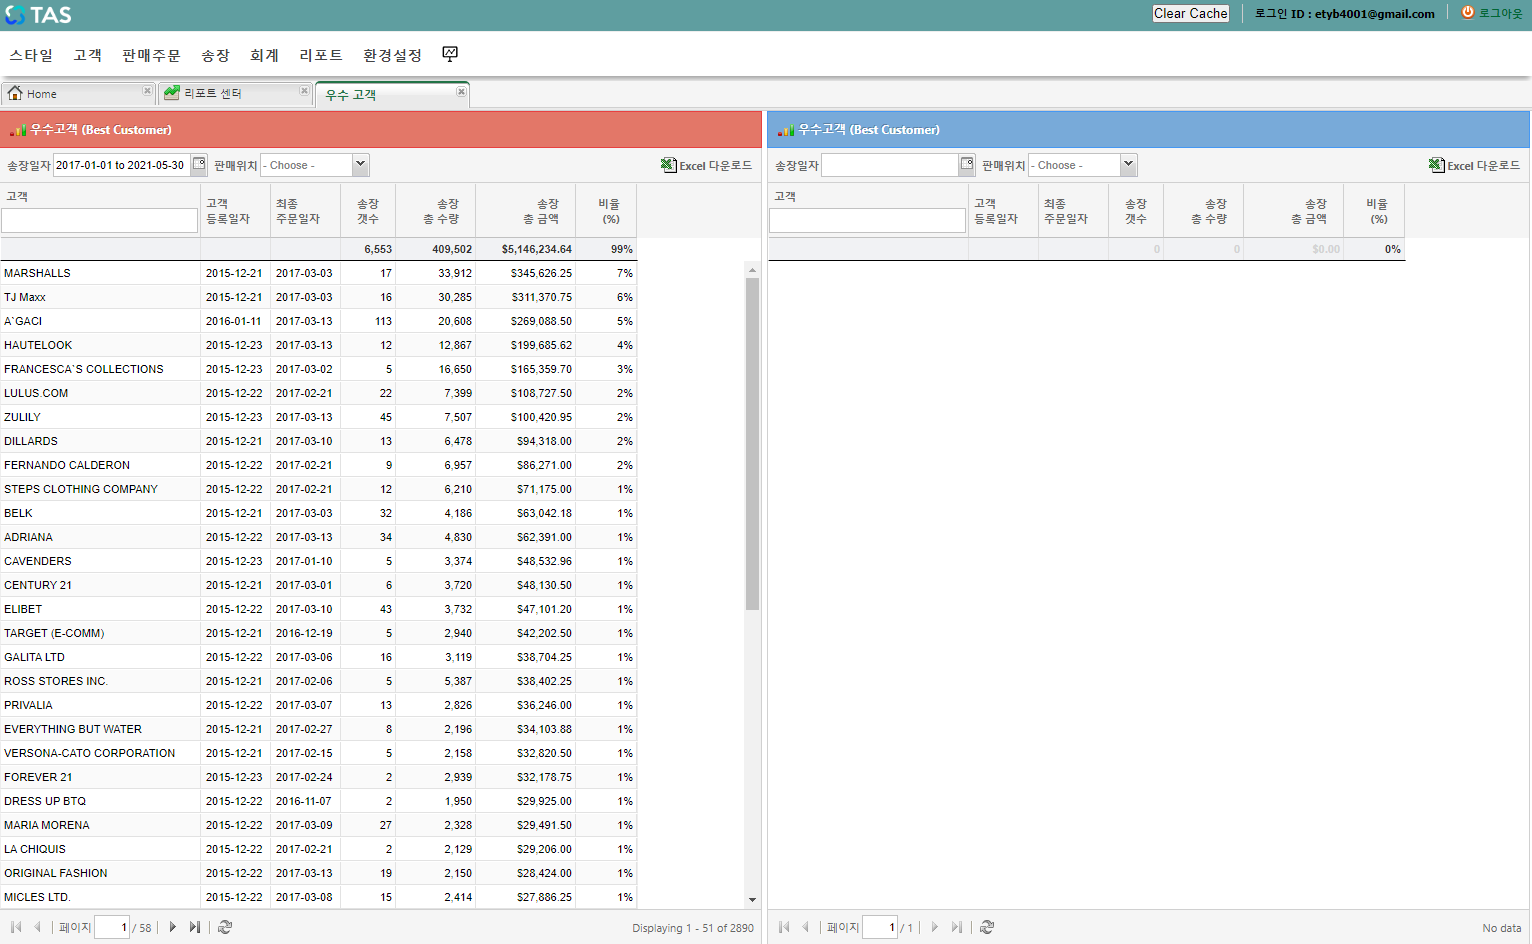 TAS
Clear Cache
로그인 ID : etyb4001@gmail.com
로그아웃
스타일 고객 판매주문 송장 회계 리포트 환경설정
Home
리포트 센터
우수 고객
우수고객 (Best Customer)
송장일자 2017-01-01 to 2021-05-30 판매위치 - Choose - Excel 다운로드
고객
고객 등록일자
최종 주문일자
송장 갯수
송장 총 수량
송장 총 금액
비율 (%)
6,553 409,502 $5,146,234.64 99%
MARSHALLS 2015-12-21 2017-03-03 17 33,912 $345,626.25 7%
TJ Maxx 2015-12-21 2017-03-03 16 30,285 $311,370.75 6%
A`GACI 2016-01-11 2017-03-13 113 20,608 $269,088.50 5%
HAUTELOOK 2015-12-23 2017-03-13 12 12,867 $199,685.62 4%
FRANCESCA`S COLLECTIONS 2015-12-23 2017-03-02 5 16,650 $165,359.70 3%
LULUS.COM 2015-12-22 2017-02-21 22 7,399 $108,727.50 2%
ZULILY 2015-12-23 2017-03-13 45 7,507 $100,420.95 2%
DILLARDS 2015-12-21 2017-03-10 13 6,478 $94,318.00 2%
FERNANDO CALDERON 2015-12-22 2017-02-21 9 6,957 $86,271.00 2%
STEPS CLOTHING COMPANY 2015-12-22 2017-02-21 12 6,210 $71,175.00 1%
BELK 2015-12-21 2017-03-03 32 4,186 $63,042.18 1%
ADRIANA 2015-12-22 2017-03-13 34 4,830 $62,391.00 1%
CAVENDERS 2015-12-23 2017-01-10 5 3,374 $48,532.96 1%
CENTURY 21 2015-12-21 2017-03-01 6 3,720 $48,130.50 1%
ELIBET 2015-12-22 2017-03-10 43 3,732 $47,101.20 1%
TARGET (E-COMM) 2015-12-21 2016-12-19 5 2,940 $42,202.50 1%
GALITA LTD 2015-12-22 2017-03-06 16 3,119 $38,704.25 1%
ROSS STORES INC. 2015-12-21 2017-02-06 5 5,387 $38,402.25 1%
PRIVALIA 2015-12-22 2017-03-07 13 2,826 $36,246.00 1%
EVERYTHING BUT WATER 2015-12-21 2017-02-27 8 2,196 $34,103.88 1%
VERSONA-CATO CORPORATION 2015-12-21 2017-02-15 5 2,158 $32,820.50 1%
FOREVER 21 2015-12-23 2017-02-24 2 2,939 $32,178.75 1%
DRESS UP BTQ 2015-12-22 2016-11-07 2 1,950 $29,925.00 1%
MARIA MORENA 2015-12-22 2017-03-09 27 2,328 $29,491.50 1%
LA CHIQUIS 2015-12-22 2017-02-21 2 2,129 $29,206.00 1%
ORIGINAL FASHION 2015-12-22 2017-03-13 19 2,150 $28,424.00 1%
MICLES LTD. 2015-12-22 2017-03-08 15 2,414 $27,886.25 1%
페이지 1 / 58
Displaying 1 - 51 of 2890
우수고객 (Best Customer)
송장일자 판매위치 - Choose - Excel 다운로드
고객
고객 등록일자
최종 주문일자
송장 갯수
송장 총 수량
송장 총 금액
비율 (%)
0 0 $0.00 0%
페이지 1 / 1
No data